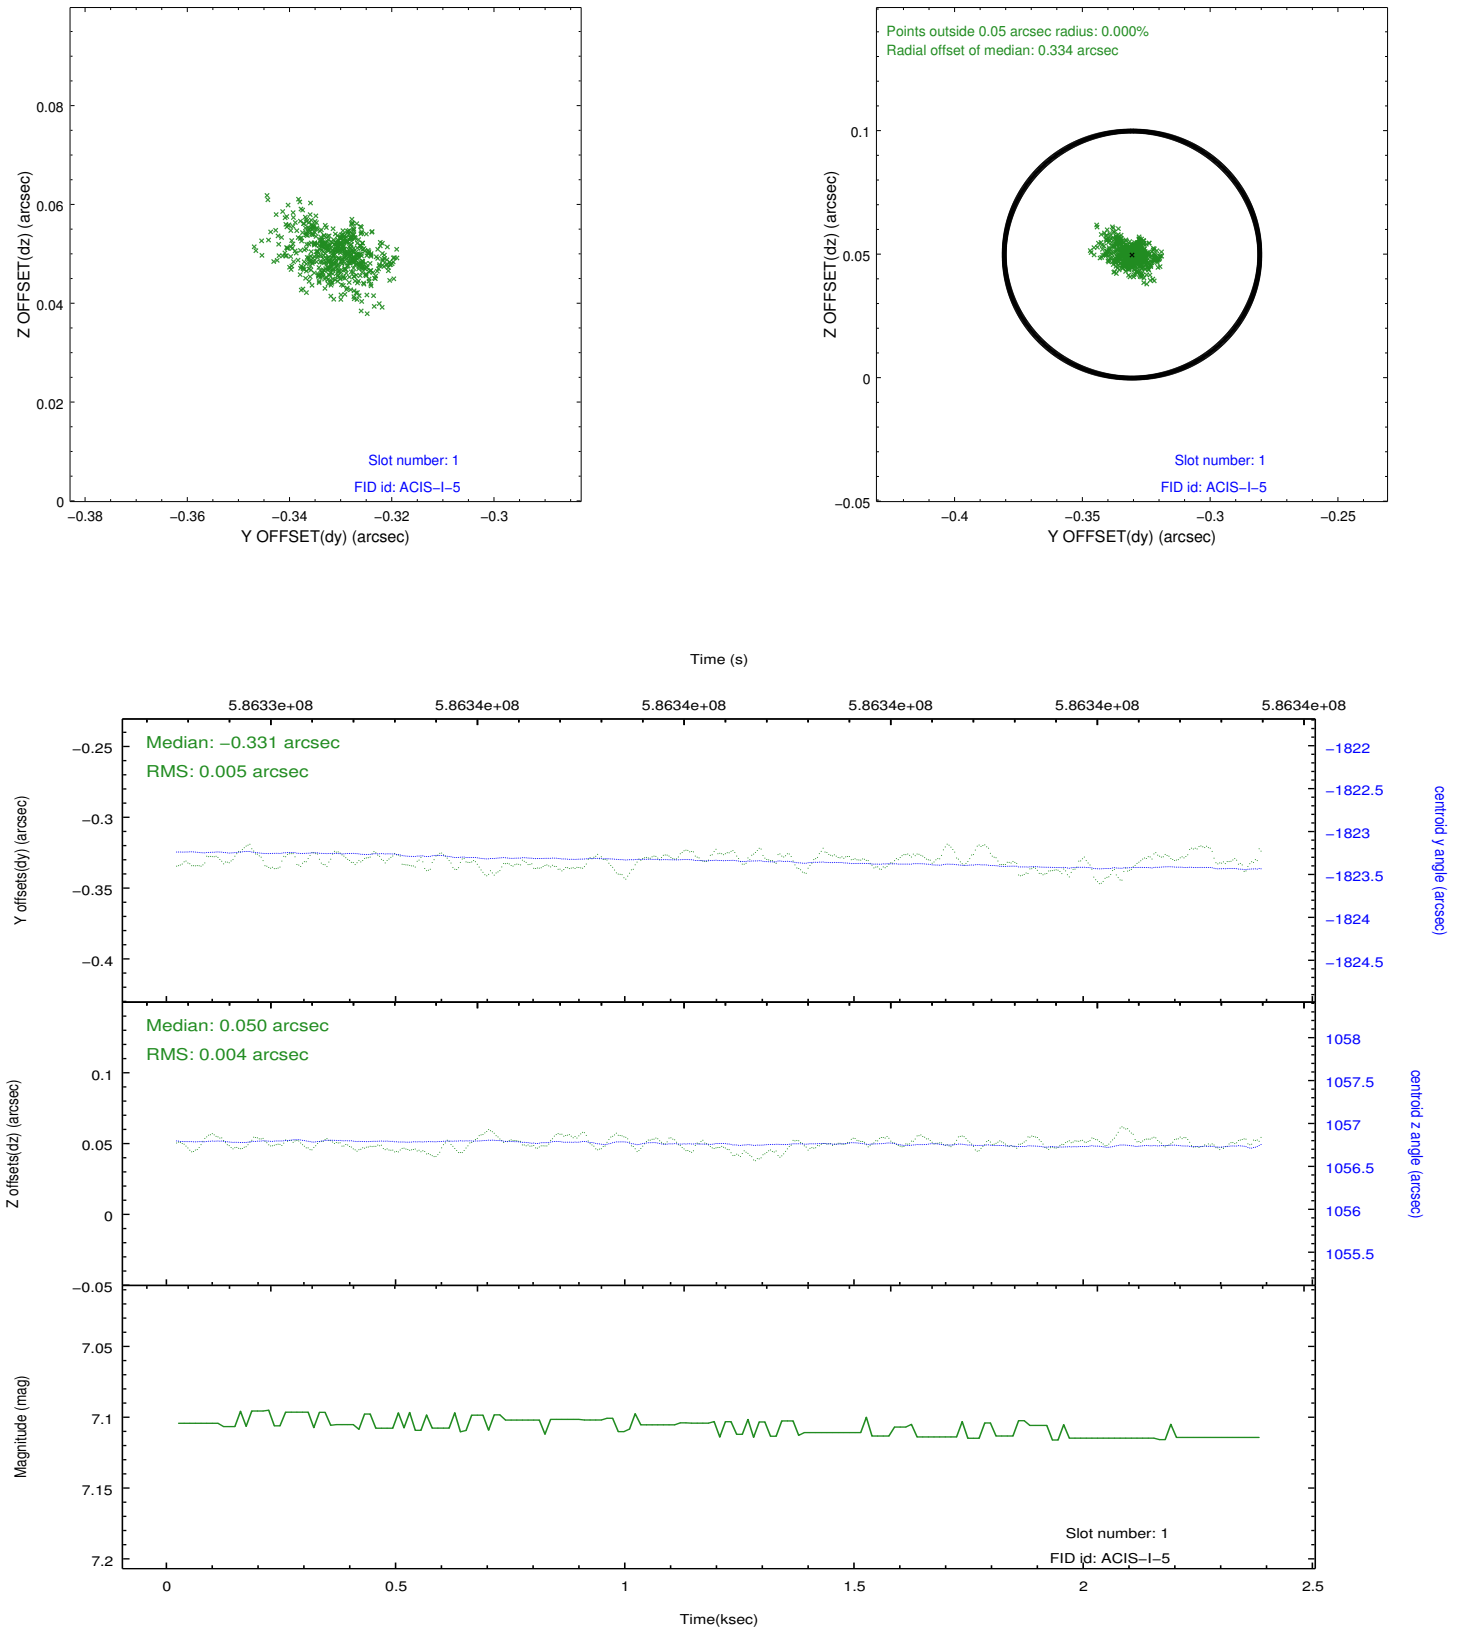 0.08
0.06
0.04
0.02
0
Z OFFSET(dz) (arcsec)
−0.38 −0.36 −0.34 −0.32 −0.3
Y OFFSET(dy) (arcsec)
Slot number: 1
FID id: ACIS−I−5
Points outside 0.05 arcsec radius: 0.000%
Radial offset of median: 0.334 arcsec
0.1
0.05
0
−0.05
Z OFFSET(dz) (arcsec)
−0.4 −0.35 −0.3 −0.25
Y OFFSET(dy) (arcsec)
Slot number: 1
FID id: ACIS−I−5
Time (s)
5.8633e+08 5.8634e+08 5.8634e+08 5.8634e+08 5.8634e+08 5.8634e+08
Median: −0.331 arcsec
RMS: 0.005 arcsec
−0.25
−0.3
−0.35
−0.4
Y offsets(dy) (arcsec)
−1822
−1822.5
−1823
−1823.5
−1824
−1824.5
centroid y angle (arcsec)
Median: 0.050 arcsec
RMS: 0.004 arcsec
0.1
0.05
0
−0.05
Z offsets(dz) (arcsec)
1058
1057.5
1057
1056.5
1056
1055.5
centroid z angle (arcsec)
7.05
7.1
7.15
7.2
Magnitude (mag)
Slot number: 1
FID id: ACIS−I−5
0 0.5 1 1.5 2 2.5
Time(ksec)